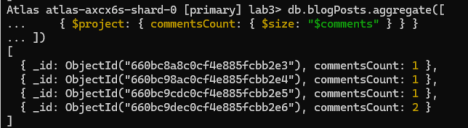 Atlas atlas-axcx6s-shard-0 [primary] lab3> db.blogPosts.aggregate([
... { $project: { commentsCount: { $size: "$comments" } } }
... ])
[
{ _id: ObjectId("660bc8a8c0cf4e885fcbb2e3"), commentsCount: 1 },
{ _id: ObjectId("660bc98ac0cf4e885fcbb2e4"), commentsCount: 1 },
{ _id: ObjectId("660bc9cdc0cf4e885fcbb2e5"), commentsCount: 1 },
{ _id: ObjectId("660bc9dec0cf4e885fcbb2e6"), commentsCount: 2 }
]